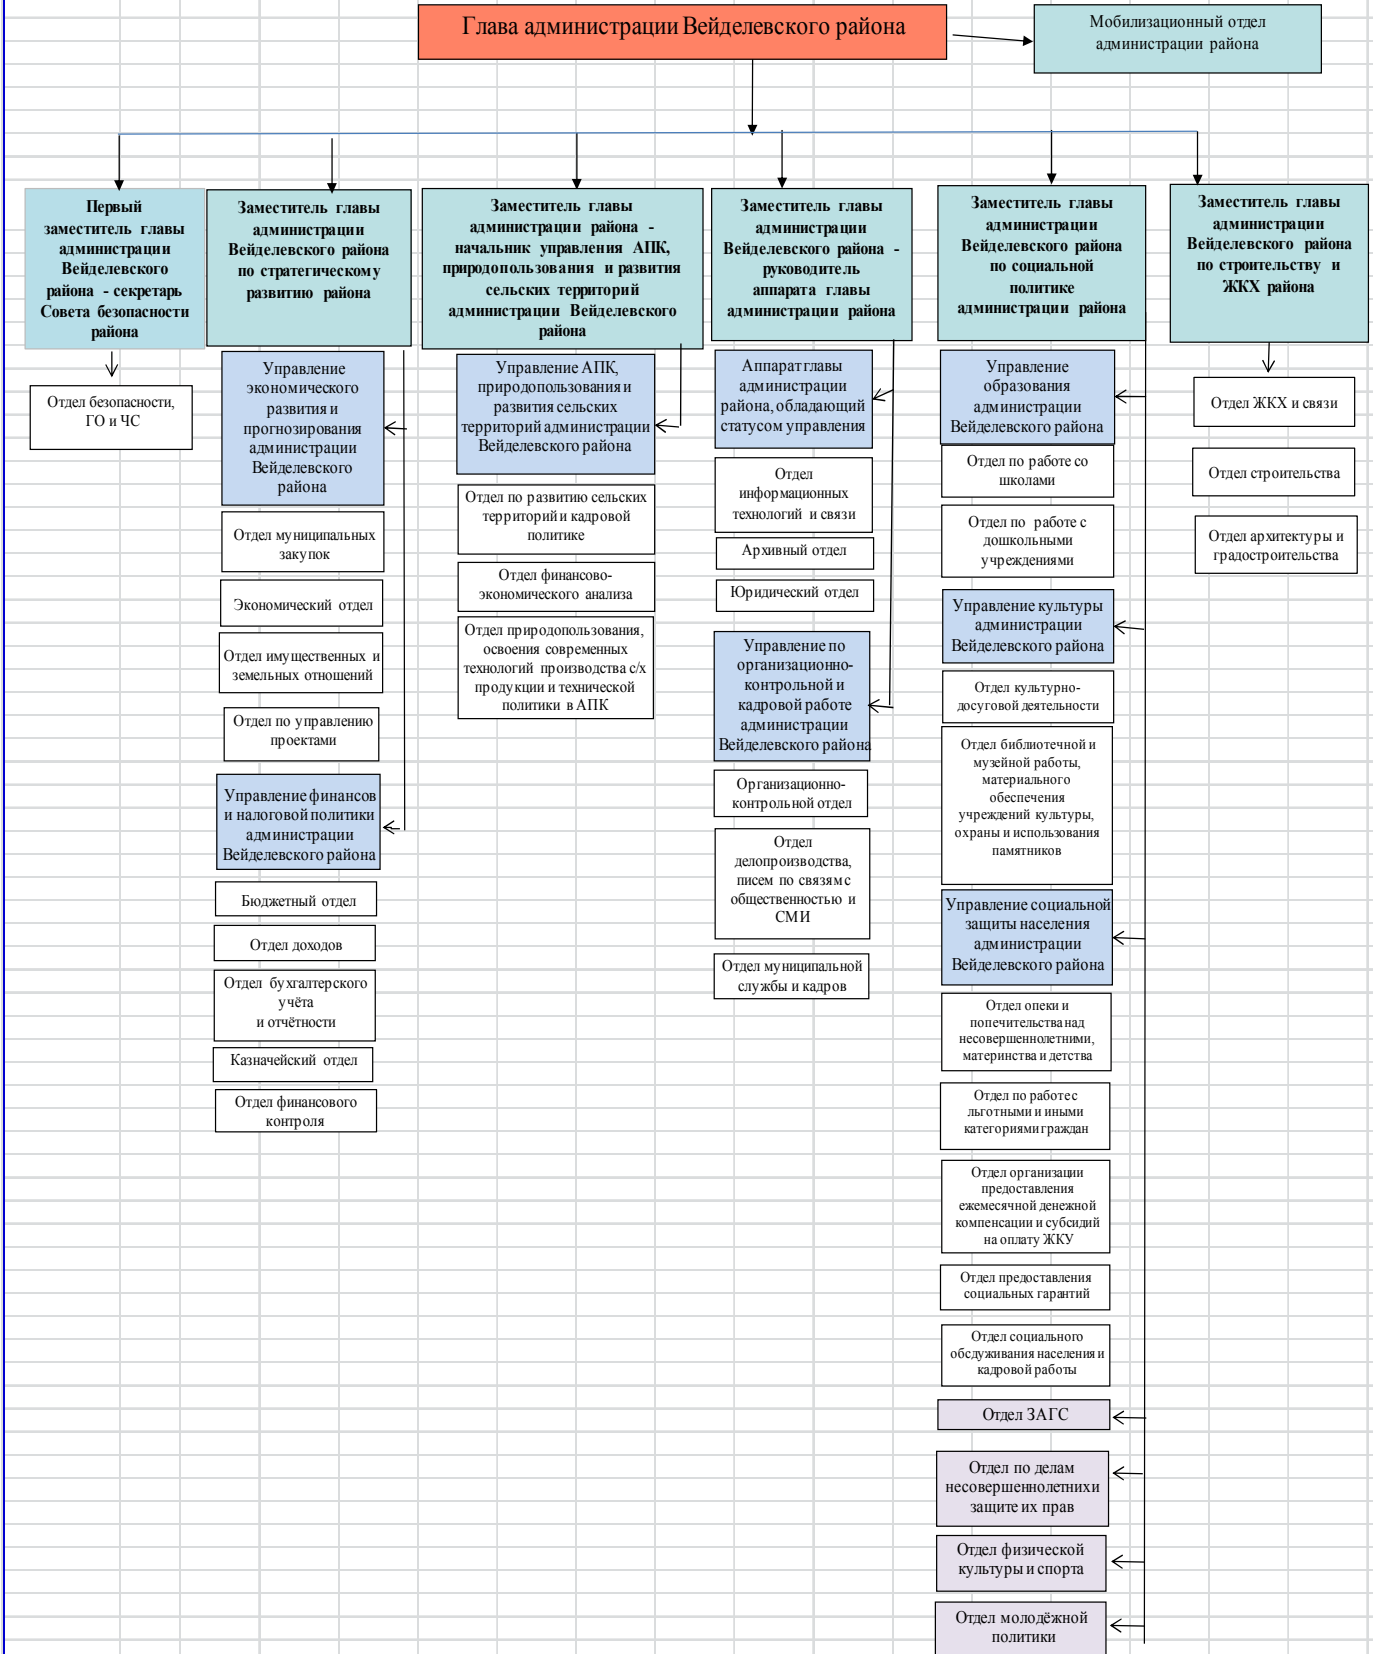 Глава администрации Вейделевского района
Мобилизационный отдел
администрации района
Первый
заместитель главы
администрации
Вейделевского
района - секретарь
Совета безопасности
района
Отдел безопасности,
ГО и ЧС
Заместитель главы
администрации
Вейделевского района
по стратегическому
развитию района
Управление
экономического
развития и
прогнозирования
администрации
Вейделевского
района
Отдел муниципальных
закупок
Экономический отдел
Отдел имущественных и
земельных отношений
Отдел по управлению
проектами
Управление финансов
и налоговой политики
администрации
Вейделевского района
Бюджетный отдел
Отдел доходов
Отдел бухгалтерского
учёта
и отчётности
Казначейский отдел
Отдел финансового
контроля
Заместитель главы
администрации района -
начальник управления АПК,
природопользования и развития
сельских территорий
администрации Вейделевского
района
Управление АПК,
природопользования и
развития сельских
территорий администрации
Вейделевского района
Отдел по развитию сельских
территорий и кадровой
политике
Отдел финансово-
экономического анализа
Отдел природопользования,
освоения современных
технологий производства с/х
продукции и технической
политики в АПК
Заместитель главы
администрации
Вейделевского района -
руководитель
аппарата главы
администрации района
Аппарат главы
администрации
района, обладающий
статусом управления
Отдел
информационных
технологий и связи
Архивный отдел
Юридический отдел
Управление по
организационно-
контрольной и
кадровой работе
администрации
Вейделевского района
Организационно-
контрольной отдел
Отдел
делопроизводства,
писем по связям с
общественностью и
СМИ
Отдел муниципальной
службы и кадров
Заместитель главы
администрации
Вейделевского района
по социальной
политике
администрации района
Управление
образования
администрации
Вейделевского района
Отдел по работе со
школами
Отдел по работе с
дошкольными
учреждениями
Управление культуры
администрации
Вейделевского района
Отдел культурно-
досуговой деятельности
Отдел библиотечной и
музейной работы,
материального
обеспечения
учреждений культуры,
охраны и использования
памятников
Управление социальной
защиты населения
администрации
Вейделевского района
Отдел опеки и
попечительства над
несовершеннолетними,
материнства и детства
Отдел по работе с
льготными и иными
категориями граждан
Отдел организации
предоставления
ежемесячной денежной
компенсации и субсидий
на оплату ЖКУ
Отдел предоставления
социальных гарантий
Отдел социального
обсдуживания населения и
кадровой работы
Отдел ЗАГС
Отдел по делам
несовершеннолетних и
защите их прав
Отдел физической
культуры и спорта
Отдел молодёжной
политики
Заместитель главы
администрации
Вейделевского района
по строительству и
ЖКХ района
Отдел ЖКХ и связи
Отдел строительства
Отдел архитектуры и
градостроительства